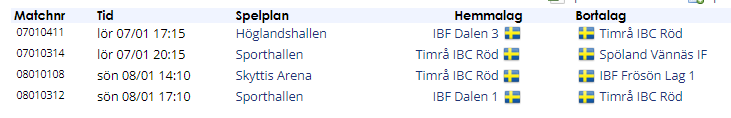 Matchnr Tid Spelplan Hemmalag Bortalag
07010411 lör 07/01 17:15 Höglandshallen IBF Dalen 3 Timrå IBC Röd
07010314 lör 07/01 20:15 Sporthallen Timrå IBC Röd Spöland Vännäs IF
08010108 sön 08/01 14:10 Skyttis Arena Timrå IBC Röd IBF Frösön Lag 1
08010312 sön 08/01 17:10 Sporthallen IBF Dalen 1 Timrå IBC Röd